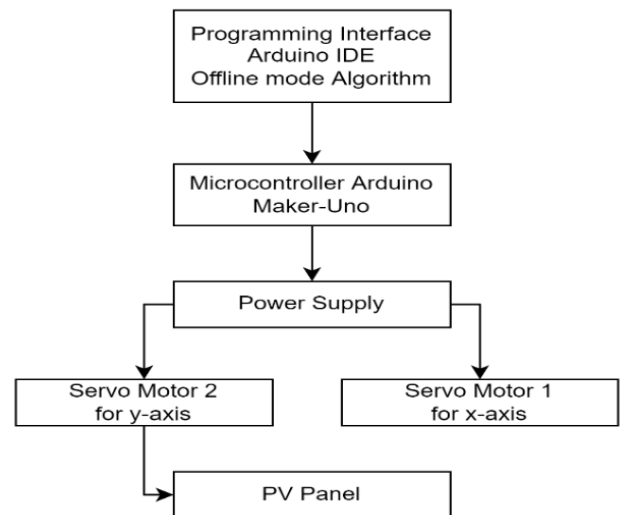 Programming Interface
Arduino IDE
Offline mode Algorithm
Microcontroller Arduino
Maker-Uno
Power Supply
Servo Motor 2
for y-axis
Servo Motor 1
for x-axis
PV Panel